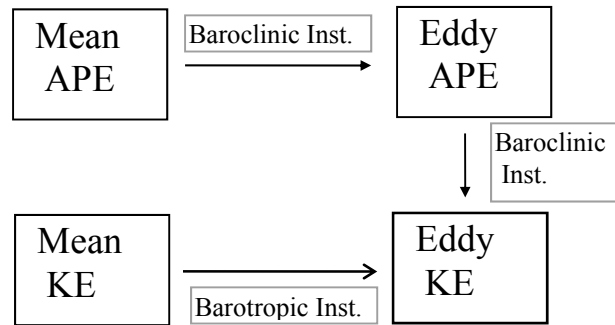 Mean
APE
Baroclinic Inst.
Eddy
APE
Baroclinic
Inst.
Mean
KE
Barotropic Inst.
Eddy
KE